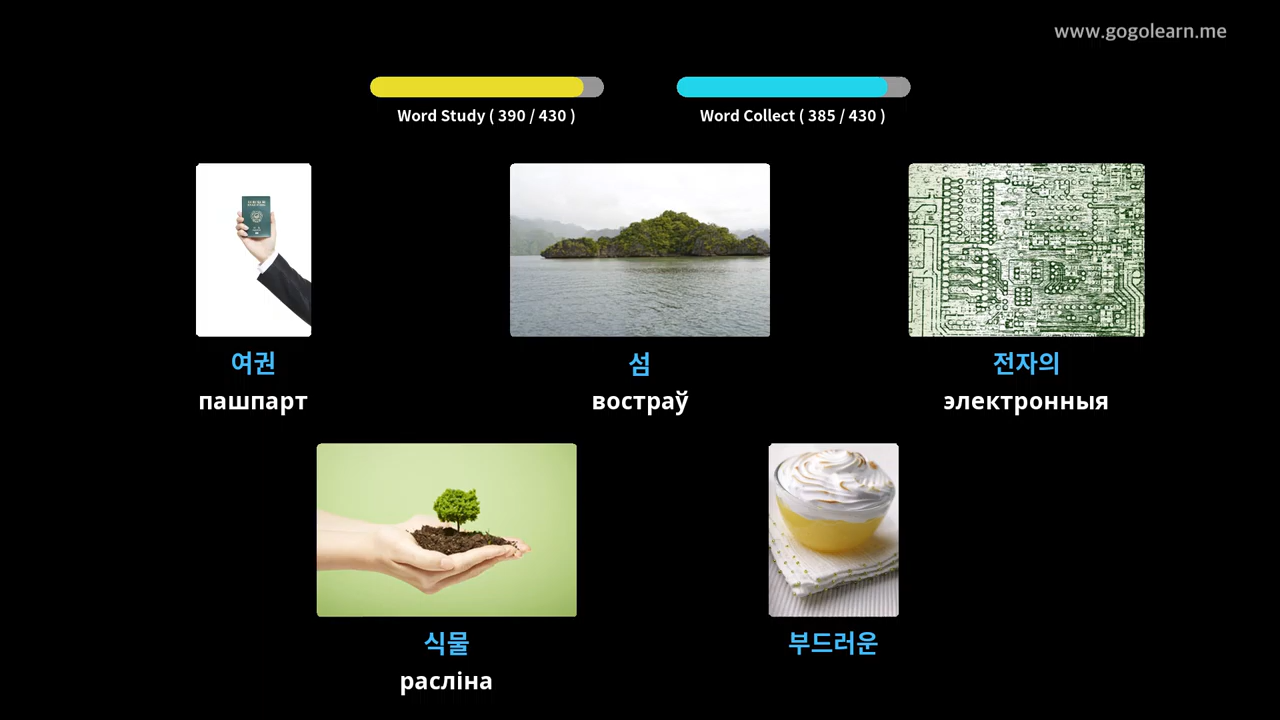 www.gogolearn.me
Word Study ( 390 / 430 )
Word Collect ( 385 / 430 )
여권
пашпарт
섬
востраў
전자의
электронныя
식물
расліна
부드러운